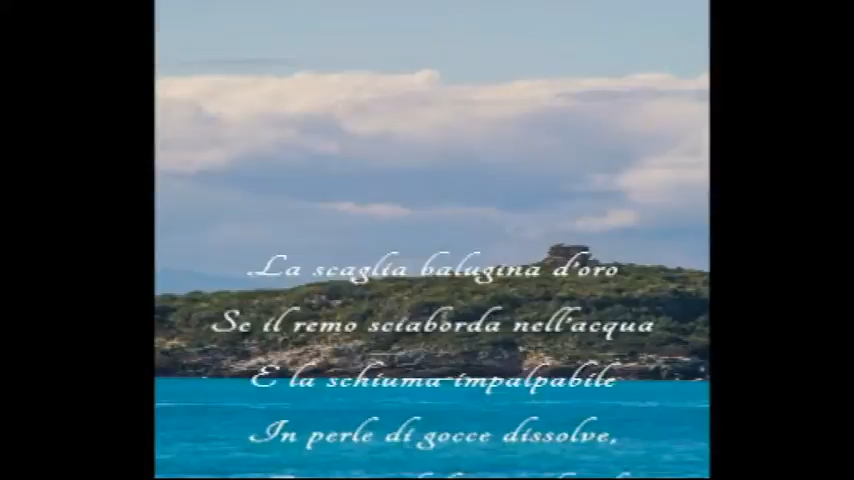 La scaglia balugina d'oro
Se il remo sciaborda nell'acqua
E la schiuma impalpabile
In perle di gocce dissolve,